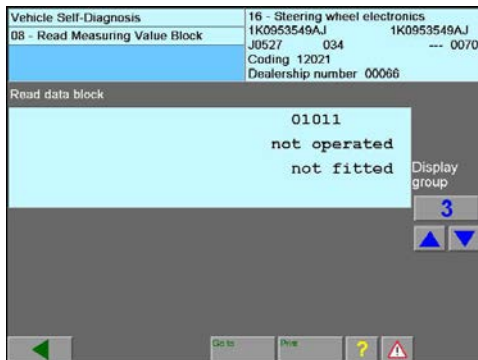 Vehicle Self-Diagnosis
08 - Read Measuring Value Block
16 - Steering wheel electronics
1K0953549AJ 1K0953549AJ
J0527 034 --- 0070
Coding 12021
Dealership number 00066
Read data block
01011
not operated
not fitted
Display
group
3
Go to
Print
?